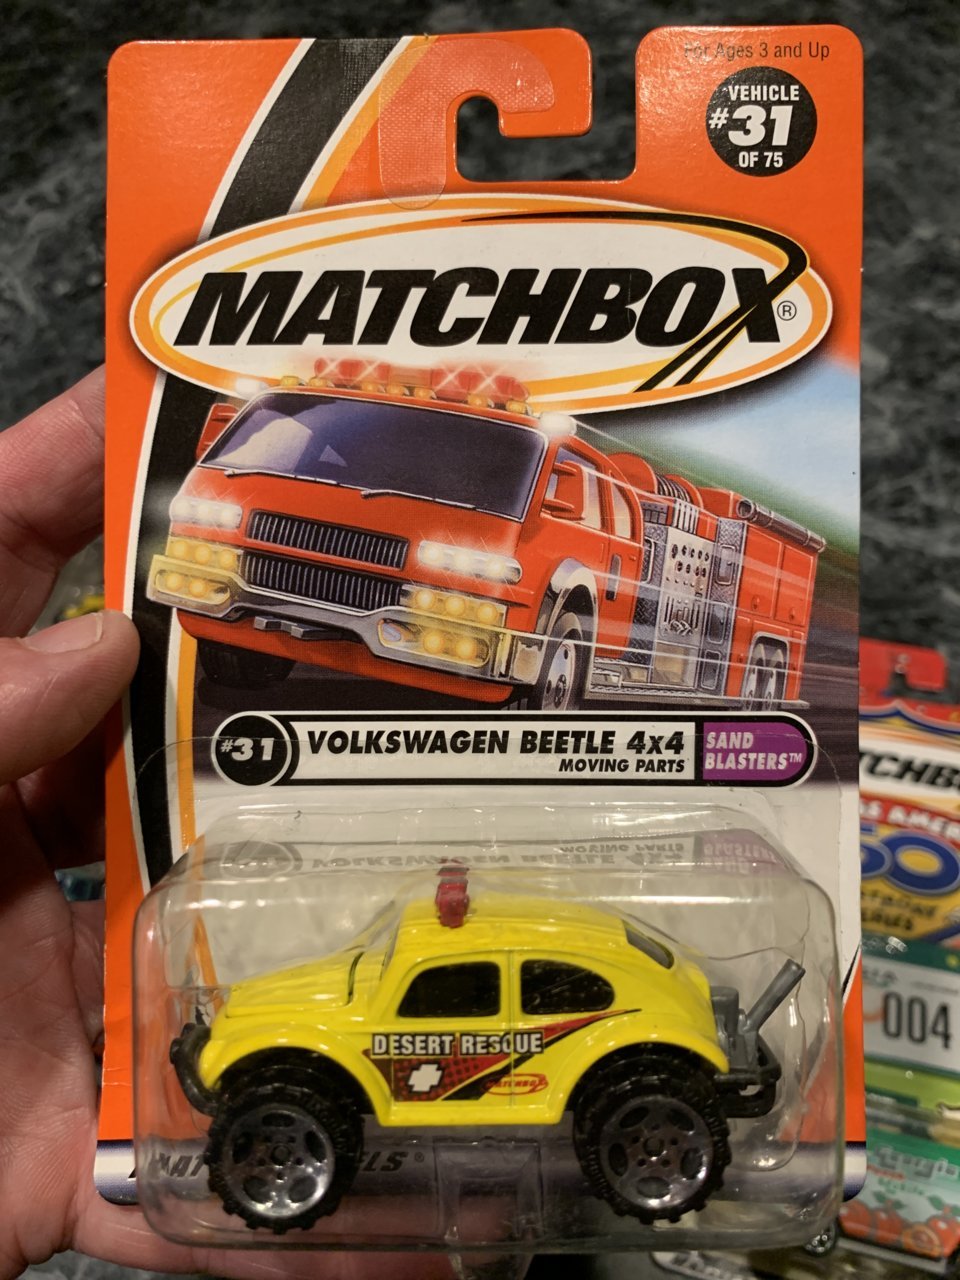 For Ages 3 and Up
VEHICLE
#31
OF 75
MATCHBOX®
#31
VOLKSWAGEN BEETLE 4x4
MOVING PARTS
SAND
BLASTERS™
DESERT RESCUE
MATCHBOX
004